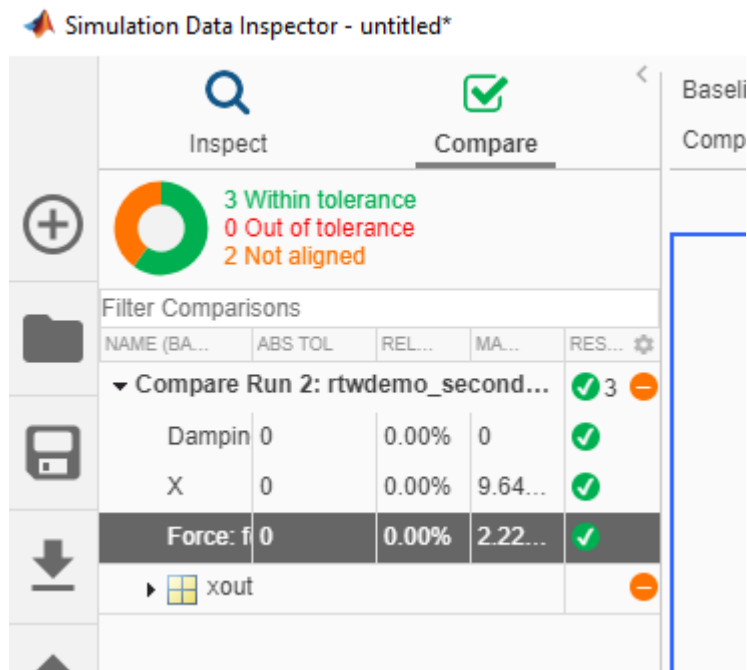 Simulation Data Inspector - untitled*
Inspect
Compare
Baseli
Comp
3 Within tolerance
0 Out of tolerance
2 Not aligned
Filter Comparisons
NAME (BA... ABS TOL REL... MA... RES...
Compare Run 2: rtwdemo_second... 3
Dampin 0 0.00% 0
X 0 0.00% 9.64...
Force: f 0 0.00% 2.22...
xout